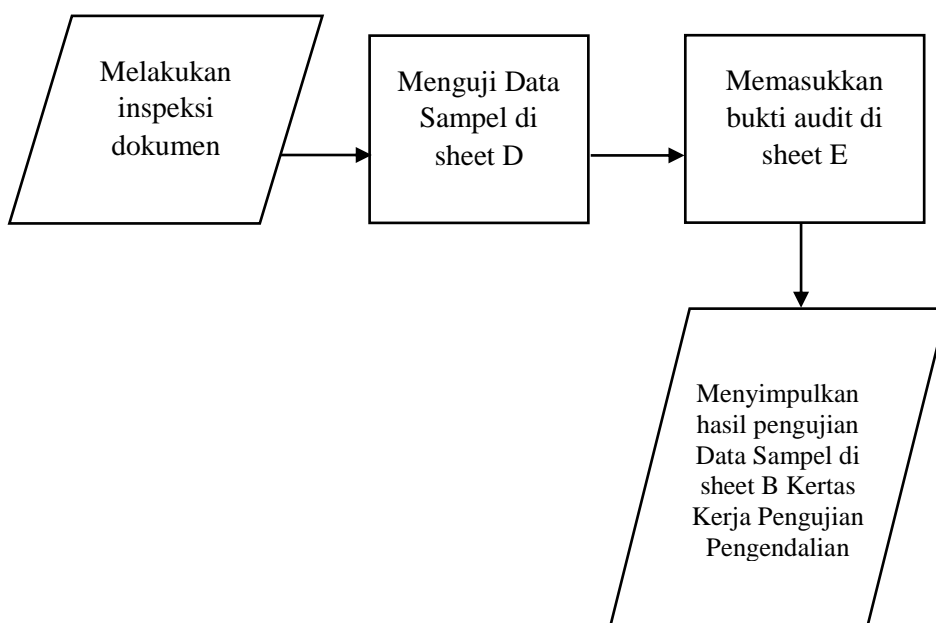 Melakukan
inspeksi
dokumen
Menguji Data
Sampel di
sheet D
Memasukkan
bukti audit di
sheet E
Menyimpulkan
hasil pengujian
Data Sampel di
sheet B Kertas
Kerja Pengujian
Pengendalian